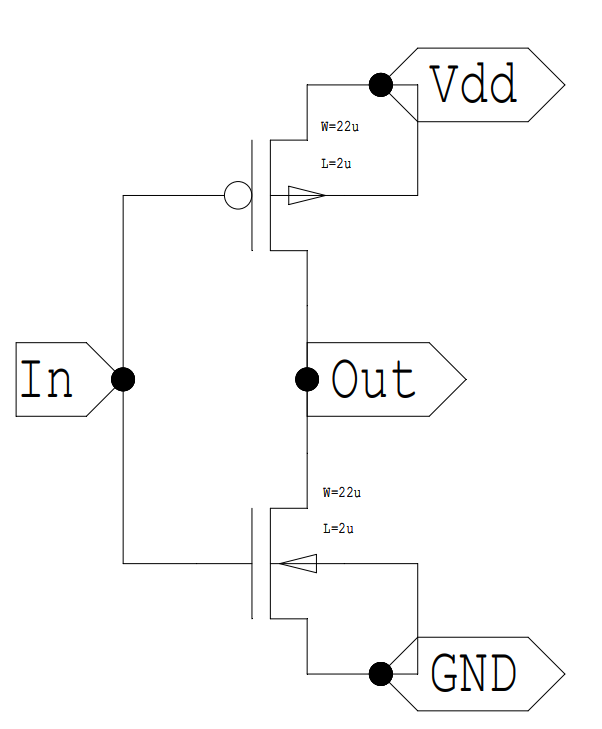 Vdd
W=22u
L=2u
In
Out
W=22u
L=2u
GND